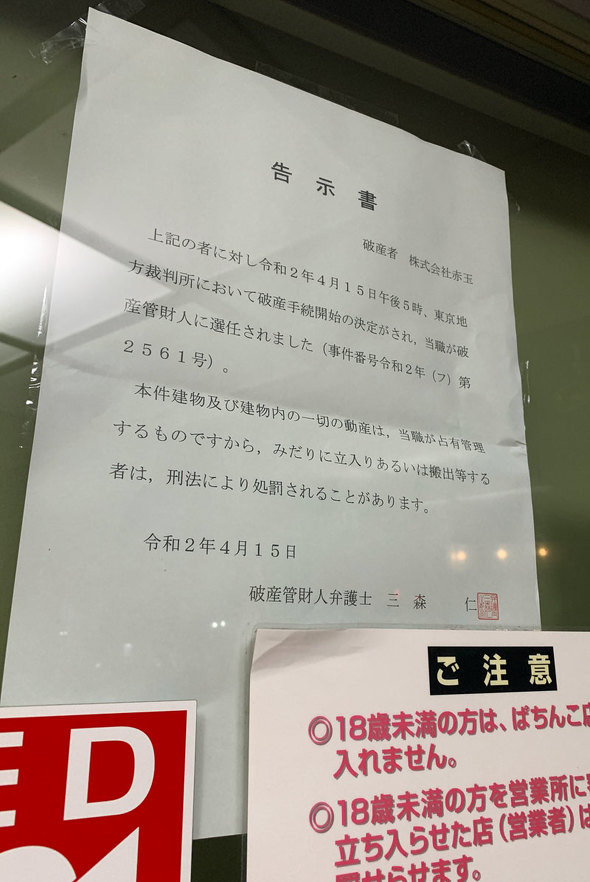 告示書
破産者　株式会社赤玉
上記の者に対し令和２年４月１５日午後５時、東京地
方裁判所において破産手続開始の決定がされ，当職が破
産管財人に選任されました（事件番号令和２年（フ）第
２５６１号）。
本件建物及び建物内の一切の動産は，当職が占有管理
するものですから，みだりに立入りあるいは搬出等する
者は，刑法により処罰されることがあります。
令和２年４月１５日
破産管財人弁護士　三　森　　仁
ご注意
◎18歳未満の方は、ぱちんこ店
入れません。
◎18歳未満の方を営業所に
立ち入らせた店（営業者）は
ED